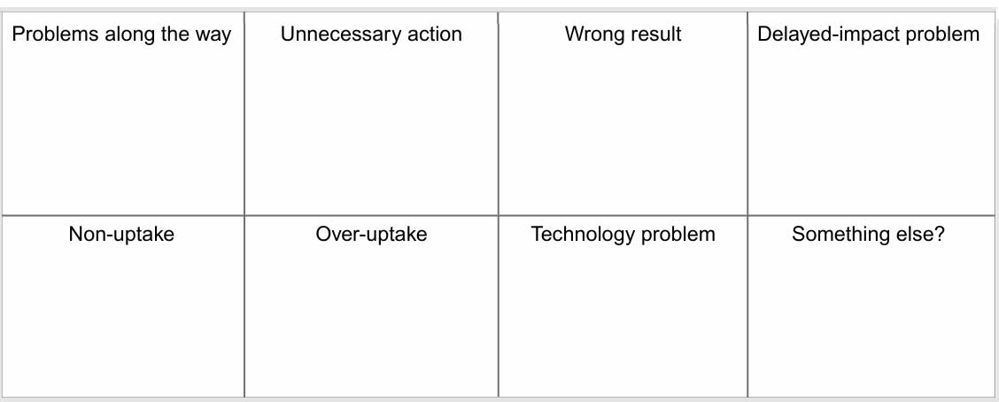 Problems along the way
Unnecessary action
Wrong result
Delayed-impact problem
Non-uptake
Over-uptake
Technology problem
Something else?